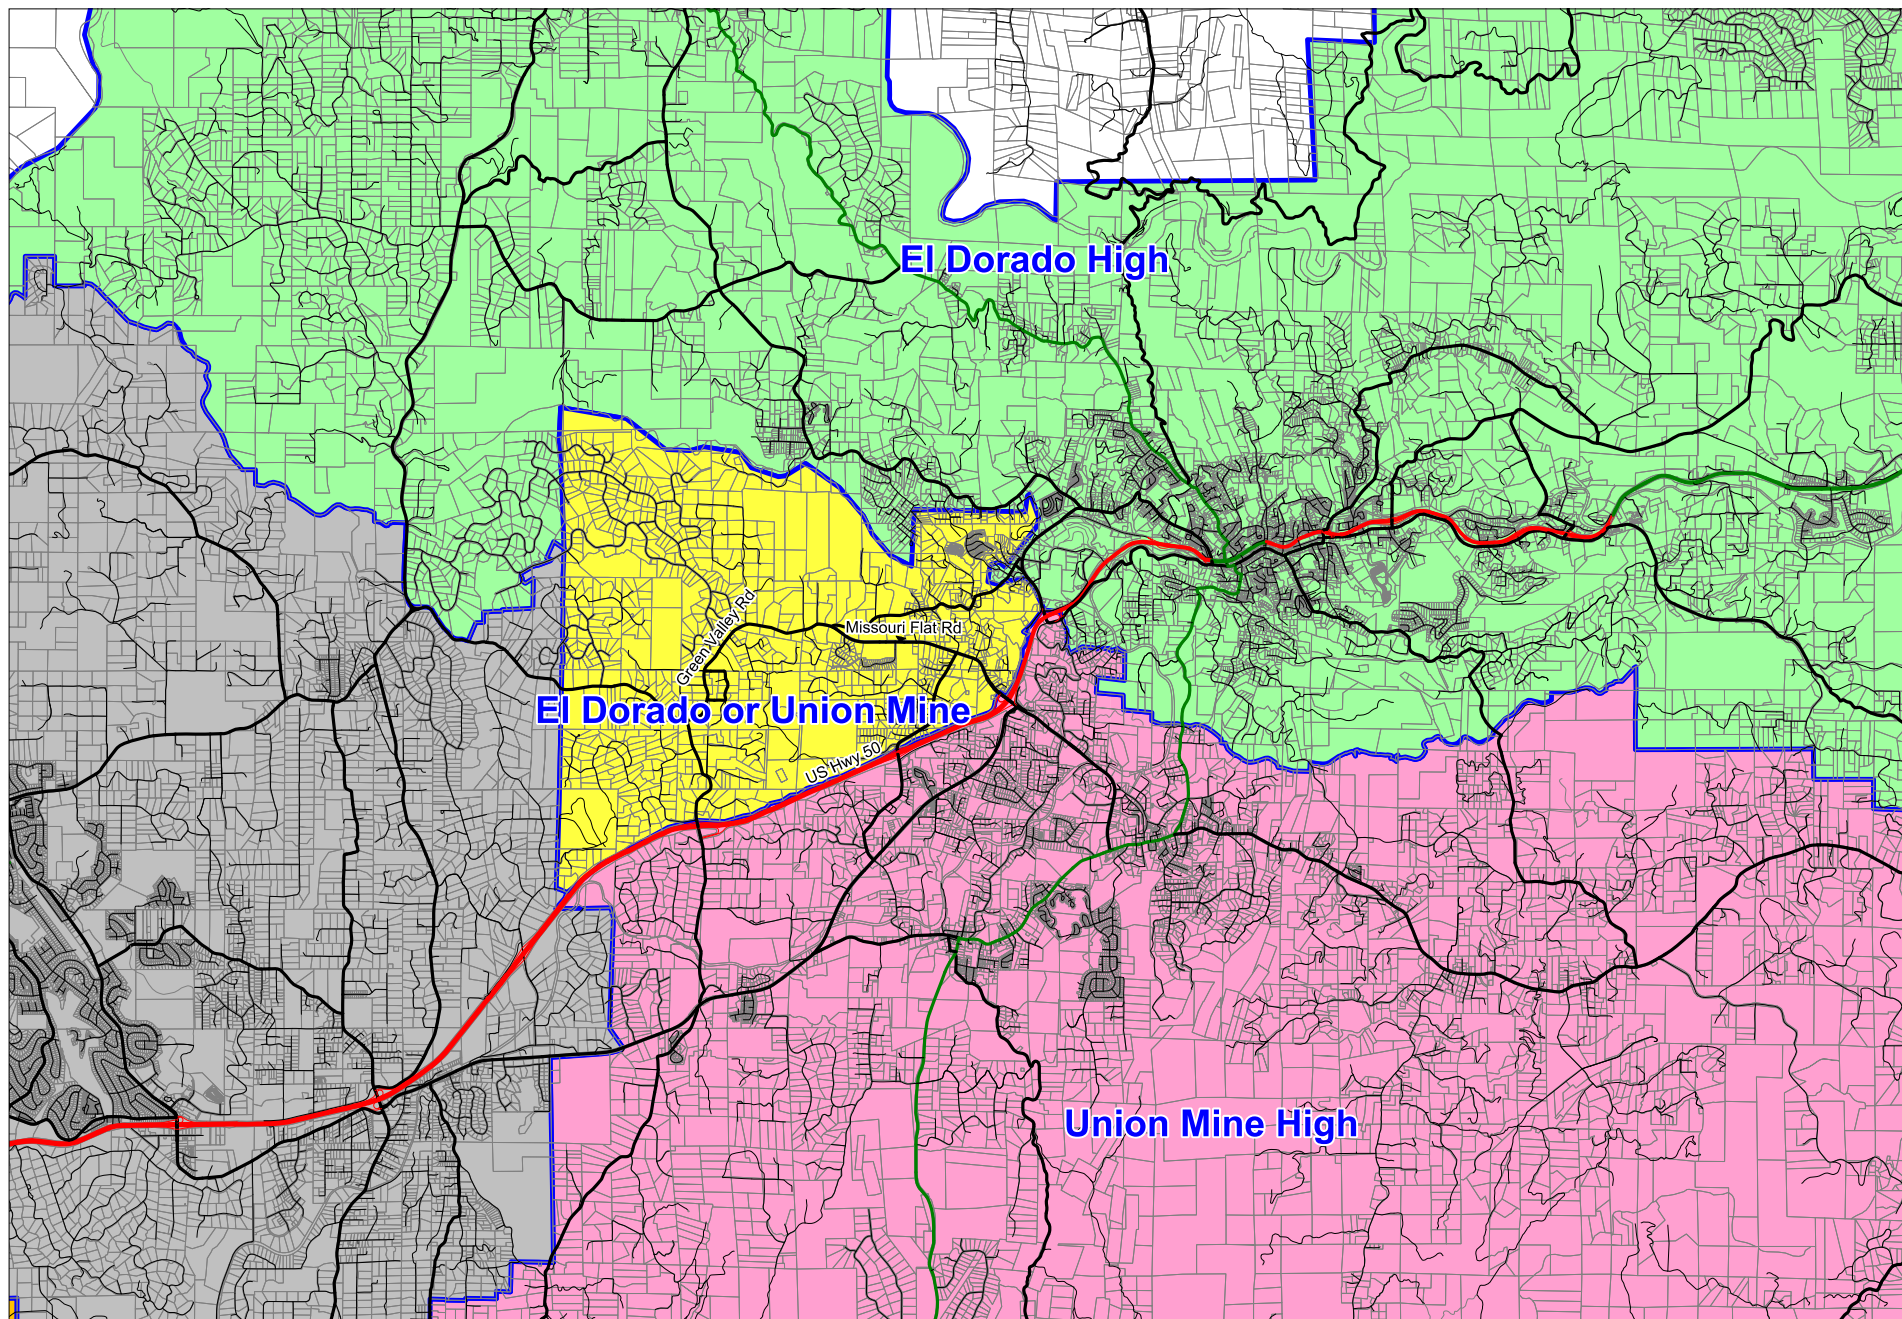 El Dorado High
Green Valley Rd
Missouri Flat Rd
El Dorado or Union Mine
US Hwy 50
Union Mine High